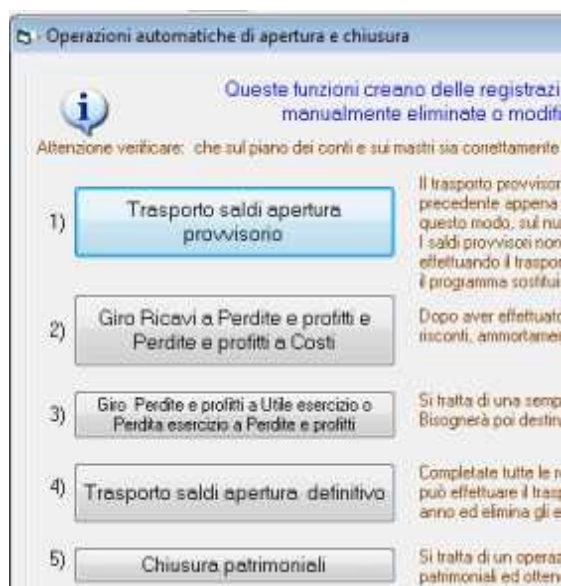 Operazioni automatiche di apertura e chiusura
Queste funzioni creano delle registrazi
manualmente eliminate o modifi
Attenzione verificare: che sul piano dei conti e sui mastri sia correttamente
1)
Trasporto saldi apertura
provvisorio
Il trasporto provvisor
precedente appena
questo modo, sul nu
I saldi provvisori non
effettuando il traspor
il programma sostitui
2)
Giro Ricavi a Perdite e profitti e
Perdite e profitti a Costi
Dopo aver effettuato
risconti, ammortamen
3)
Giro Perdite e profitti a Utile esercizio o
Perdita esercizio a Perdite e profitti
Si tratta di una semp
Bisognerà poi destin
4)
Trasporto saldi apertura definitivo
Completate tutte le r
può effettuare il trasp
anno ed elimina gli e
5)
Chiusura patrimoniali
Si tratta di un operaz
patrimoniali ed otten